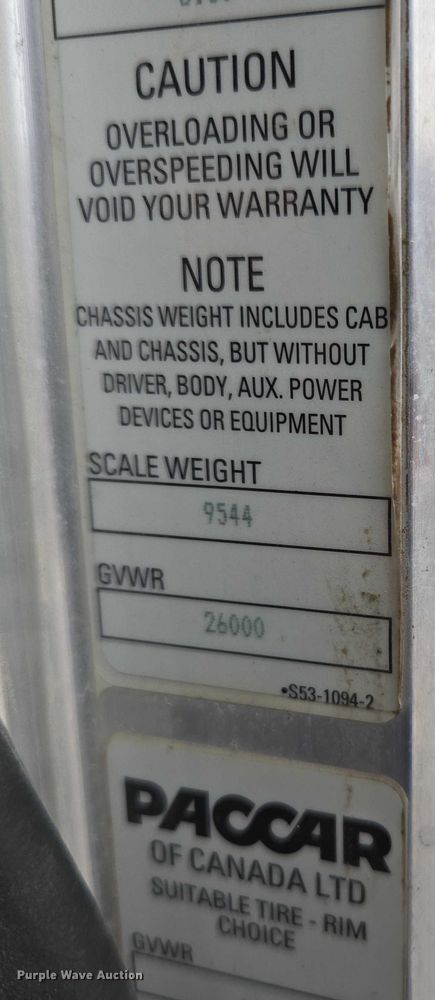 CAUTION
OVERLOADING OR
OVERSPEEDING WILL
VOID YOUR WARRANTY
NOTE
CHASSIS WEIGHT INCLUDES CAB
AND CHASSIS, BUT WITHOUT
DRIVER, BODY, AUX. POWER
DEVICES OR EQUIPMENT
SCALE WEIGHT
9544
GVWR
26000
•S53-1094-2
PACCAR
OF CANADA LTD
SUITABLE TIRE - RIM
CHOICE
GVWR
Purple Wave Auction